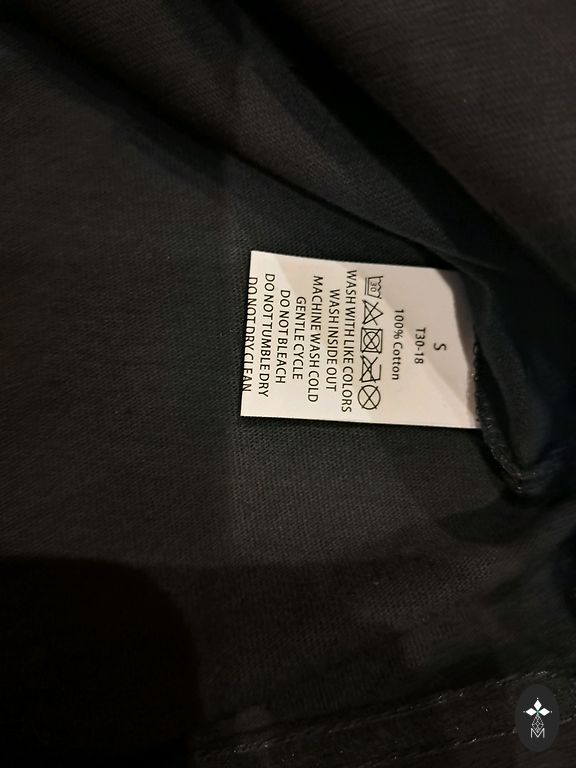 S
T30-18
100% Cotton
30
WASH WITH LIKE COLORS
WASH INSIDE OUT
MACHINE WASH COLD
GENTLE CYCLE
DO NOT BLEACH
DO NOT TUMBLE DRY
DO NOT DRY CLEAN
M